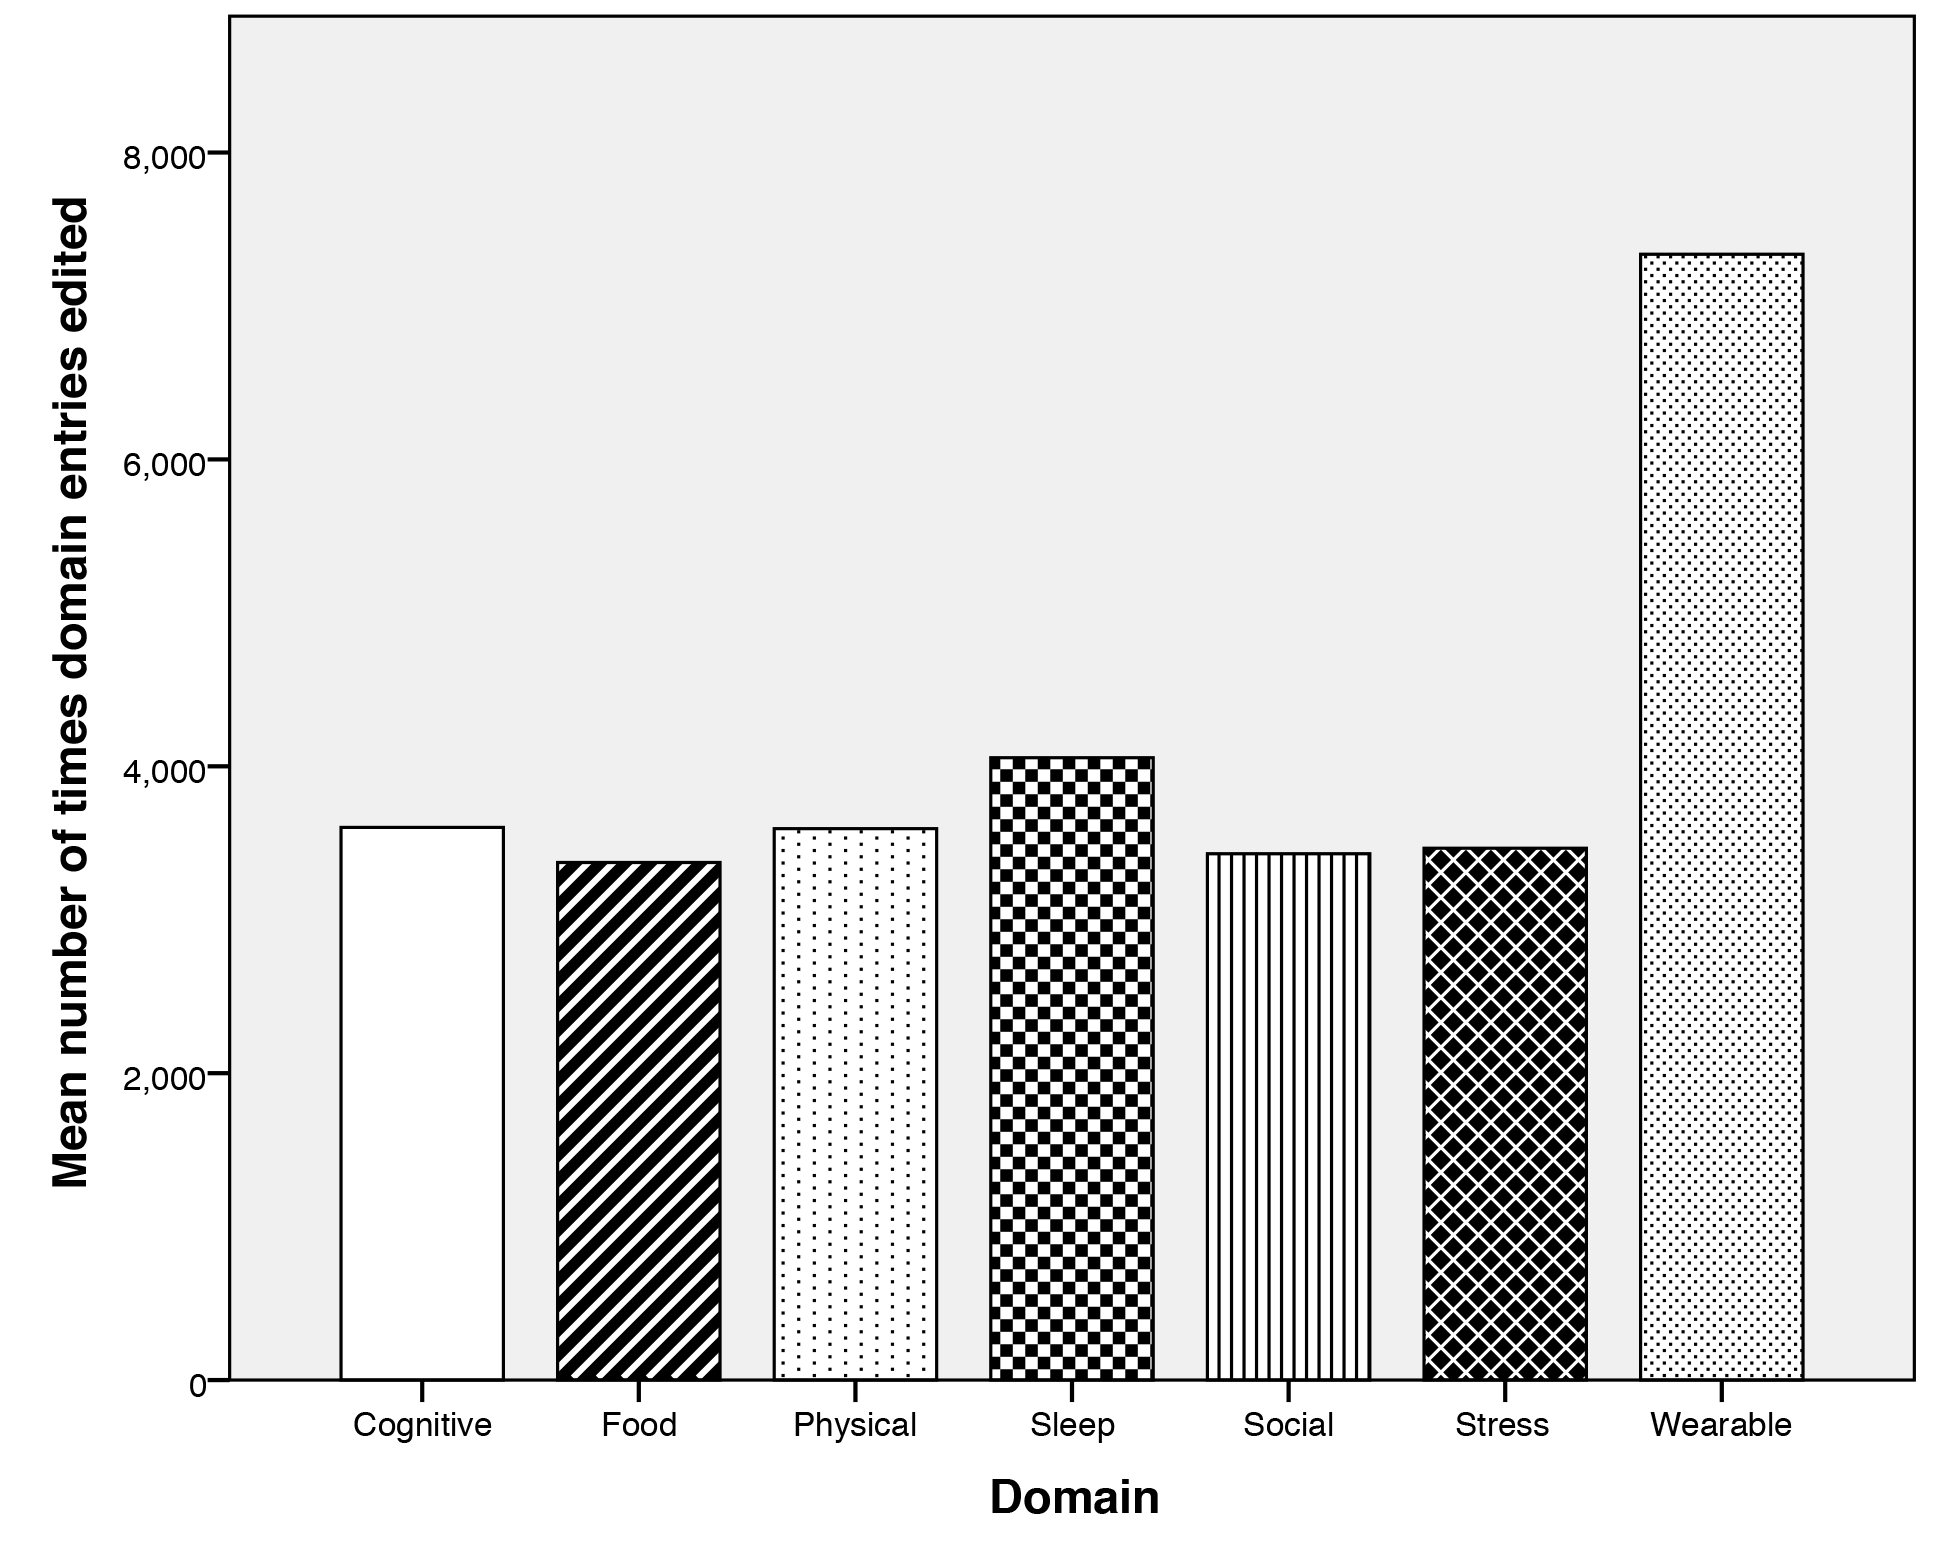 Mean number of times domain entries edited
8,000
6,000
4,000
2,000
0
Cognitive Food Physical Sleep Social Stress Wearable
Domain